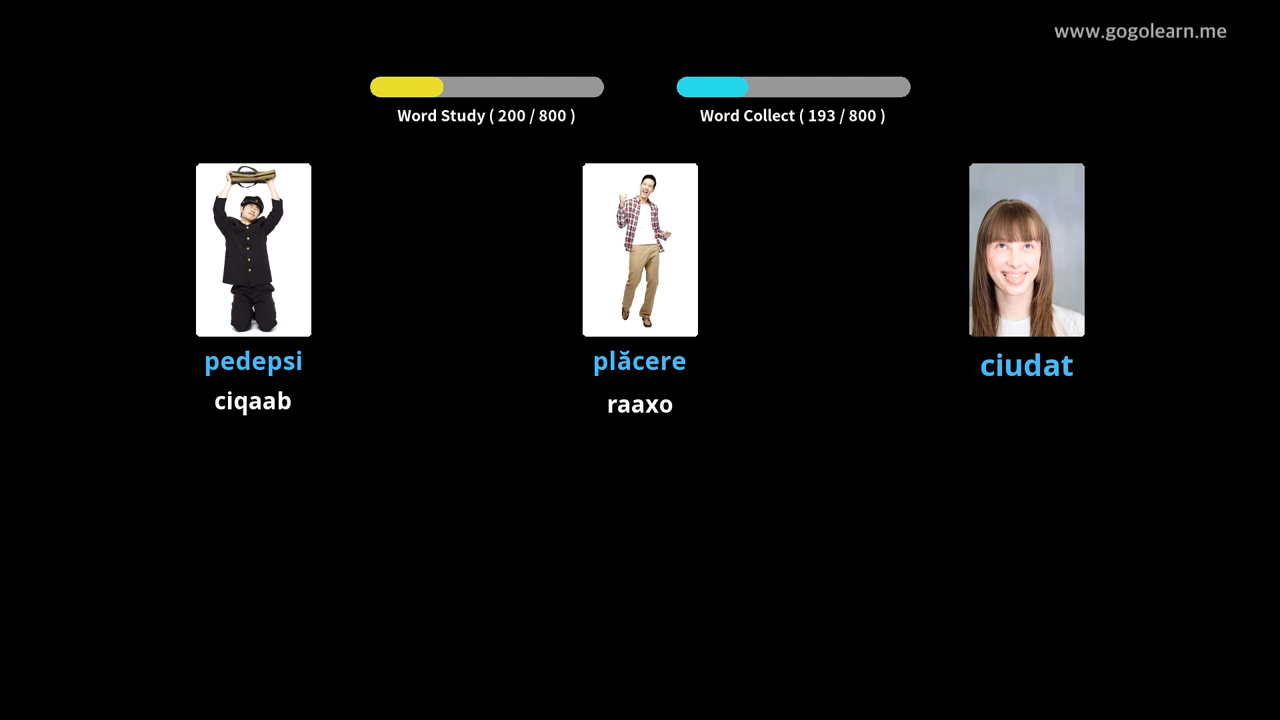 www.gogolearn.me
Word Study ( 200 / 800 )
Word Collect ( 193 / 800 )
pedepsi
ciqaab
plăcere
raaxo
ciudat